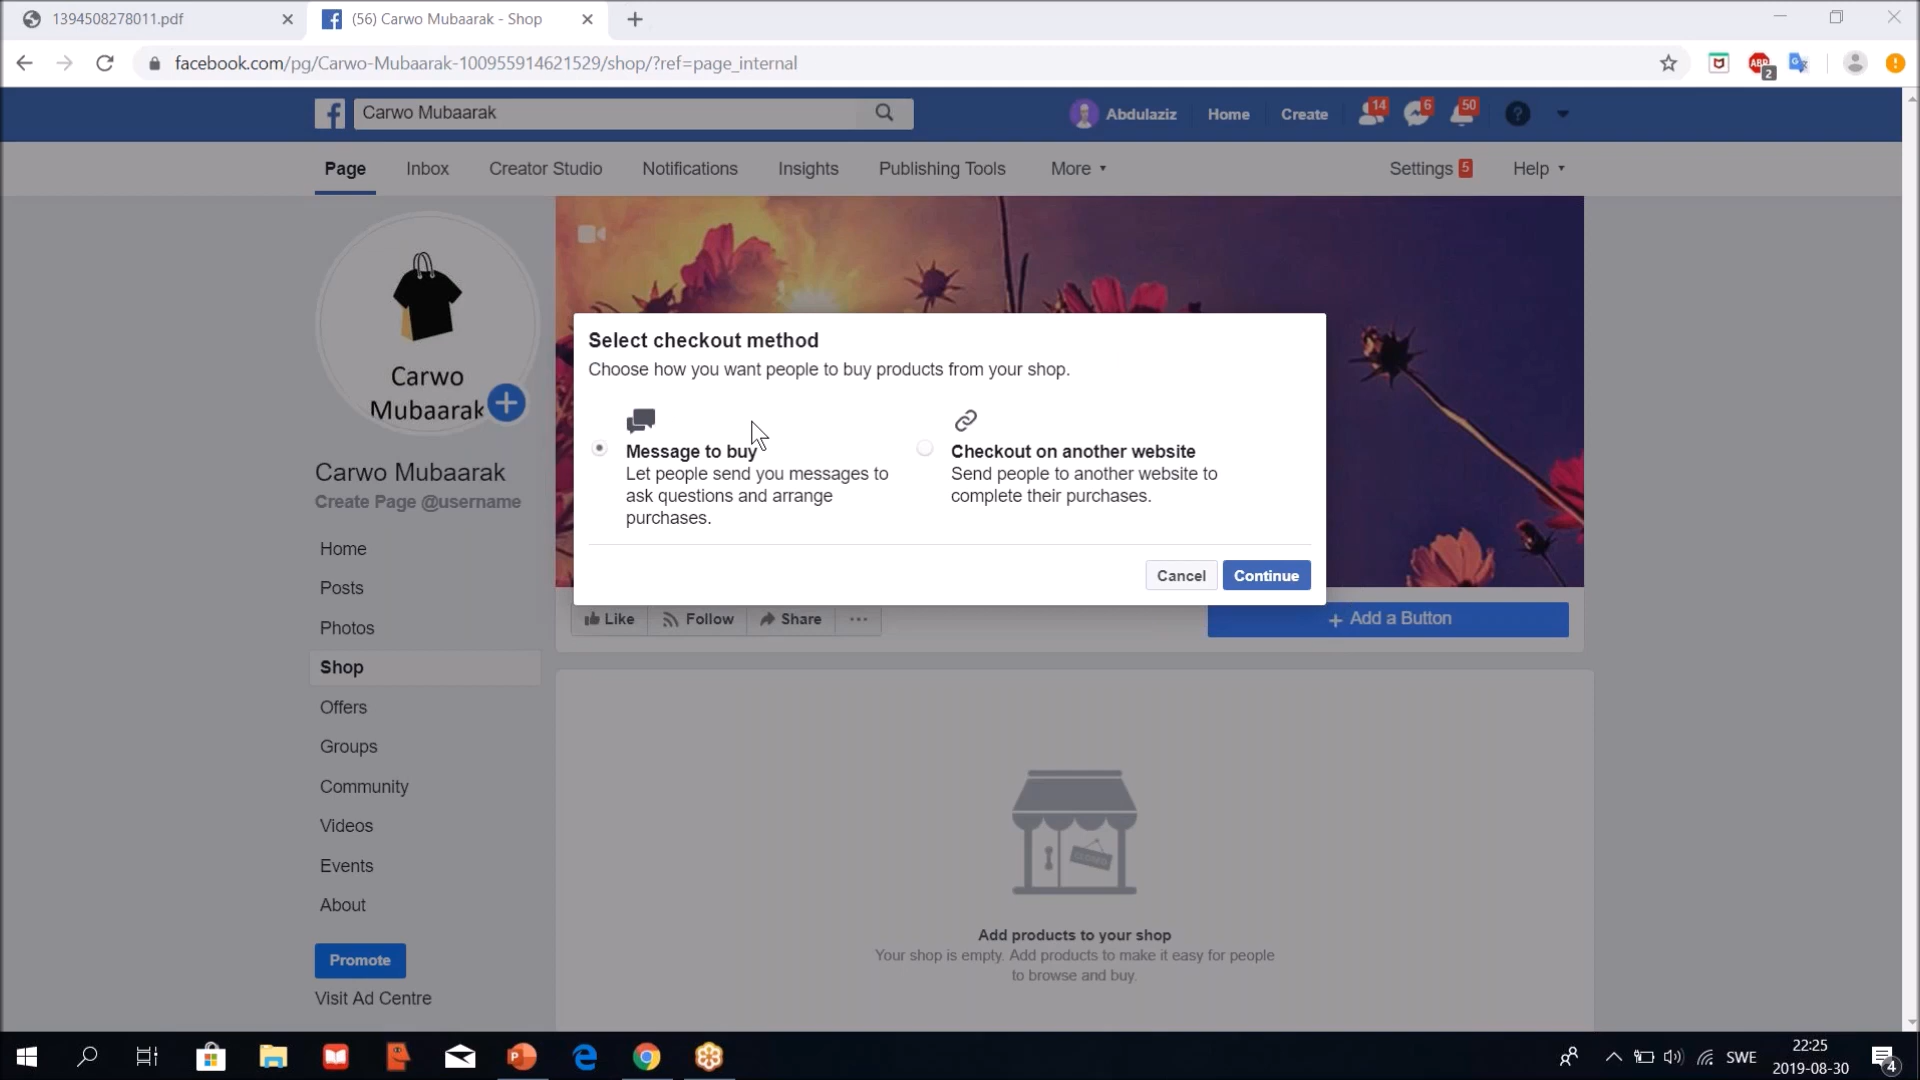 1394508278011.pdf
(56) Carwo Mubaarak - Shop
facebook.com/pg/Carwo-Mubaarak-100955914621529/shop/?ref=page_internal
ABP
2
Carwo Mubaarak
Abdulaziz
Home
Create
14
6
50
Page
Inbox
Creator Studio
Notifications
Insights
Publishing Tools
More
Settings 5
Help
Carwo
Mubaarak
Carwo Mubaarak
Create Page @username
Home
Posts
Photos
Shop
Offers
Groups
Community
Videos
Events
About
Promote
Visit Ad Centre
Select checkout method
Choose how you want people to buy products from your shop.
Message to buy
Let people send you messages to
ask questions and arrange
purchases.
Checkout on another website
Send people to another website to
complete their purchases.
Cancel
Continue
Like
Follow
Share
+ Add a Button
Add products to your shop
Your shop is empty. Add products to make it easy for people
to browse and buy.
SWE
22:25
2019-08-30
4